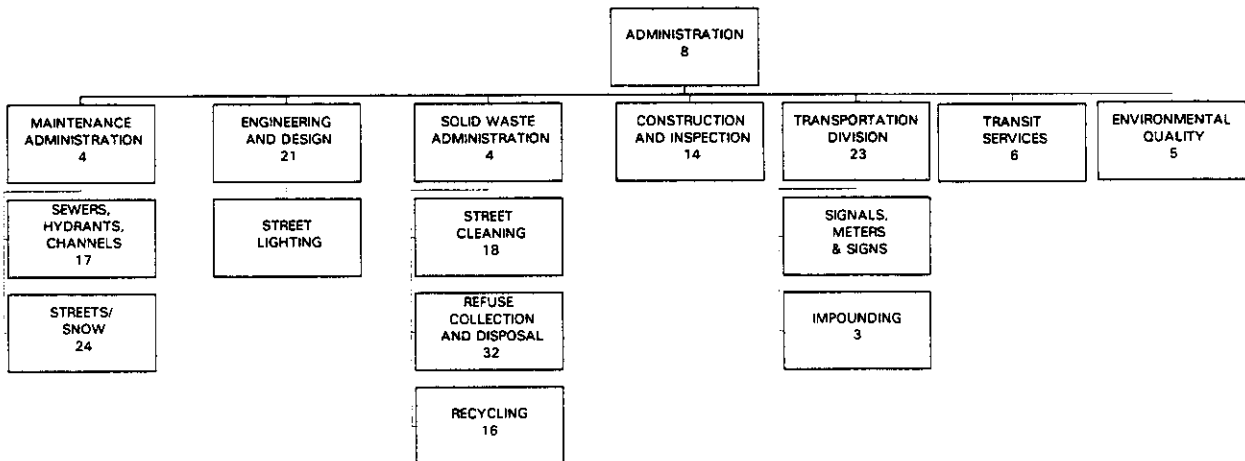 ADMINISTRATION
8
MAINTENANCE
ADMINISTRATION
4
ENGINEERING
AND DESIGN
21
SOLID WASTE
ADMINISTRATION
4
CONSTRUCTION
AND INSPECTION
14
TRANSPORTATION
DIVISION
23
TRANSIT
SERVICES
6
ENVIRONMENTAL
QUALITY
5
SEWERS,
HYDRANTS,
CHANNELS
17
STREET
LIGHTING
STREET
CLEANING
18
SIGNALS,
METERS
& SIGNS
STREETS/
SNOW
24
REFUSE
COLLECTION
AND DISPOSAL
32
IMPOUNDING
3
RECYCLING
16